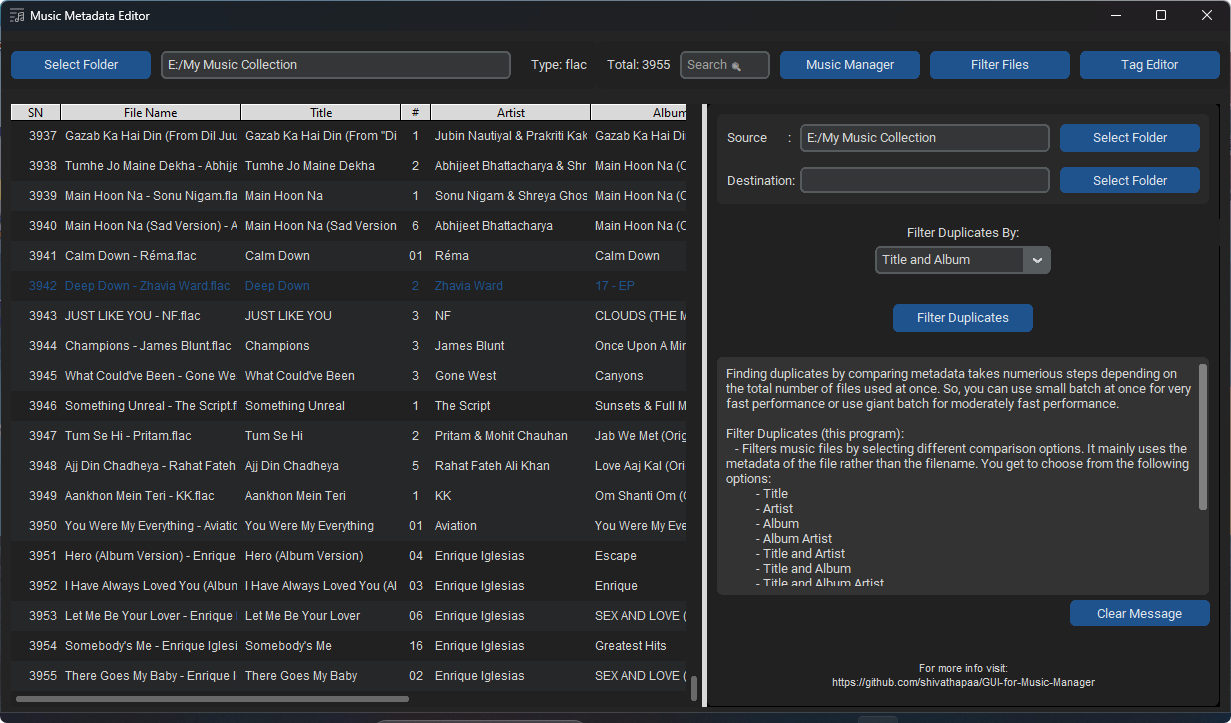 Music Metadata Editor
Select Folder E:/My Music Collection Type: flac Total: 3955 Search Music Manager Filter Files Tag Editor
SN File Name Title # Artist Album
3937 Gazab Ka Hai Din (From Dil Juu Gazab Ka Hai Din (From "Di 1 Jubin Nautiyal & Prakriti Kak Gazab Ka Hai Di
3938 Tumhe Jo Maine Dekha - Abhije Tumhe Jo Maine Dekha 2 Abhijeet Bhattacharya & Shr Main Hoon Na (O
3939 Main Hoon Na - Sonu Nigam.fla Main Hoon Na 1 Sonu Nigam & Shreya Ghos Main Hoon Na (O
3940 Main Hoon Na (Sad Version) - A Main Hoon Na (Sad Version 6 Abhijeet Bhattacharya Main Hoon Na (O
3941 Calm Down - Réma.flac Calm Down 01 Réma Calm Down
3942 Deep Down - Zhavia Ward.flac Deep Down 2 Zhavia Ward 17 - EP
3943 JUST LIKE YOU - NF.flac JUST LIKE YOU 3 NF CLOUDS (THE M
3944 Champions - James Blunt.flac Champions 3 James Blunt Once Upon A Mir
3945 What Could've Been - Gone We What Could've Been 3 Gone West Canyons
3946 Something Unreal - The Script.fl Something Unreal 1 The Script Sunsets & Full M
3947 Tum Se Hi - Pritam.flac Tum Se Hi 2 Pritam & Mohit Chauhan Jab We Met (Orig
3948 Ajj Din Chadheya - Rahat Fateh Ajj Din Chadheya 5 Rahat Fateh Ali Khan Love Aaj Kal (Ori
3949 Aankhon Mein Teri - KK.flac Aankhon Mein Teri 1 KK Om Shanti Om (O
3950 You Were My Everything - Aviatic You Were My Everything 01 Aviation You Were My Eve
3951 Hero (Album Version) - Enrique Hero (Album Version) 04 Enrique Iglesias Escape
3952 I Have Always Loved You (Albun I Have Always Loved You (Al 03 Enrique Iglesias Enrique
3953 Let Me Be Your Lover - Enrique Let Me Be Your Lover 06 Enrique Iglesias SEX AND LOVE (
3954 Somebody's Me - Enrique Iglesi Somebody's Me 16 Enrique Iglesias Greatest Hits
3955 There Goes My Baby - Enrique I There Goes My Baby 02 Enrique Iglesias SEX AND LOVE (
Source : E:/My Music Collection Select Folder
Destination: Select Folder
Filter Duplicates By:
Title and Album
Filter Duplicates
Finding duplicates by comparing metadata takes numerious steps depending on
the total number of files used at once. So, you can use small batch at once for very
fast performance or use giant batch for moderately fast performance.
Filter Duplicates (this program):
- Filters music files by selecting different comparison options. It mainly uses the
metadata of the file rather than the filename. You get to choose from the following
options:
- Title
- Artist
- Album
- Album Artist
- Title and Artist
- Title and Album
- Title and Album Artist
Clear Message
For more info visit:
https://github.com/shivathapaa/GUI-for-Music-Manager